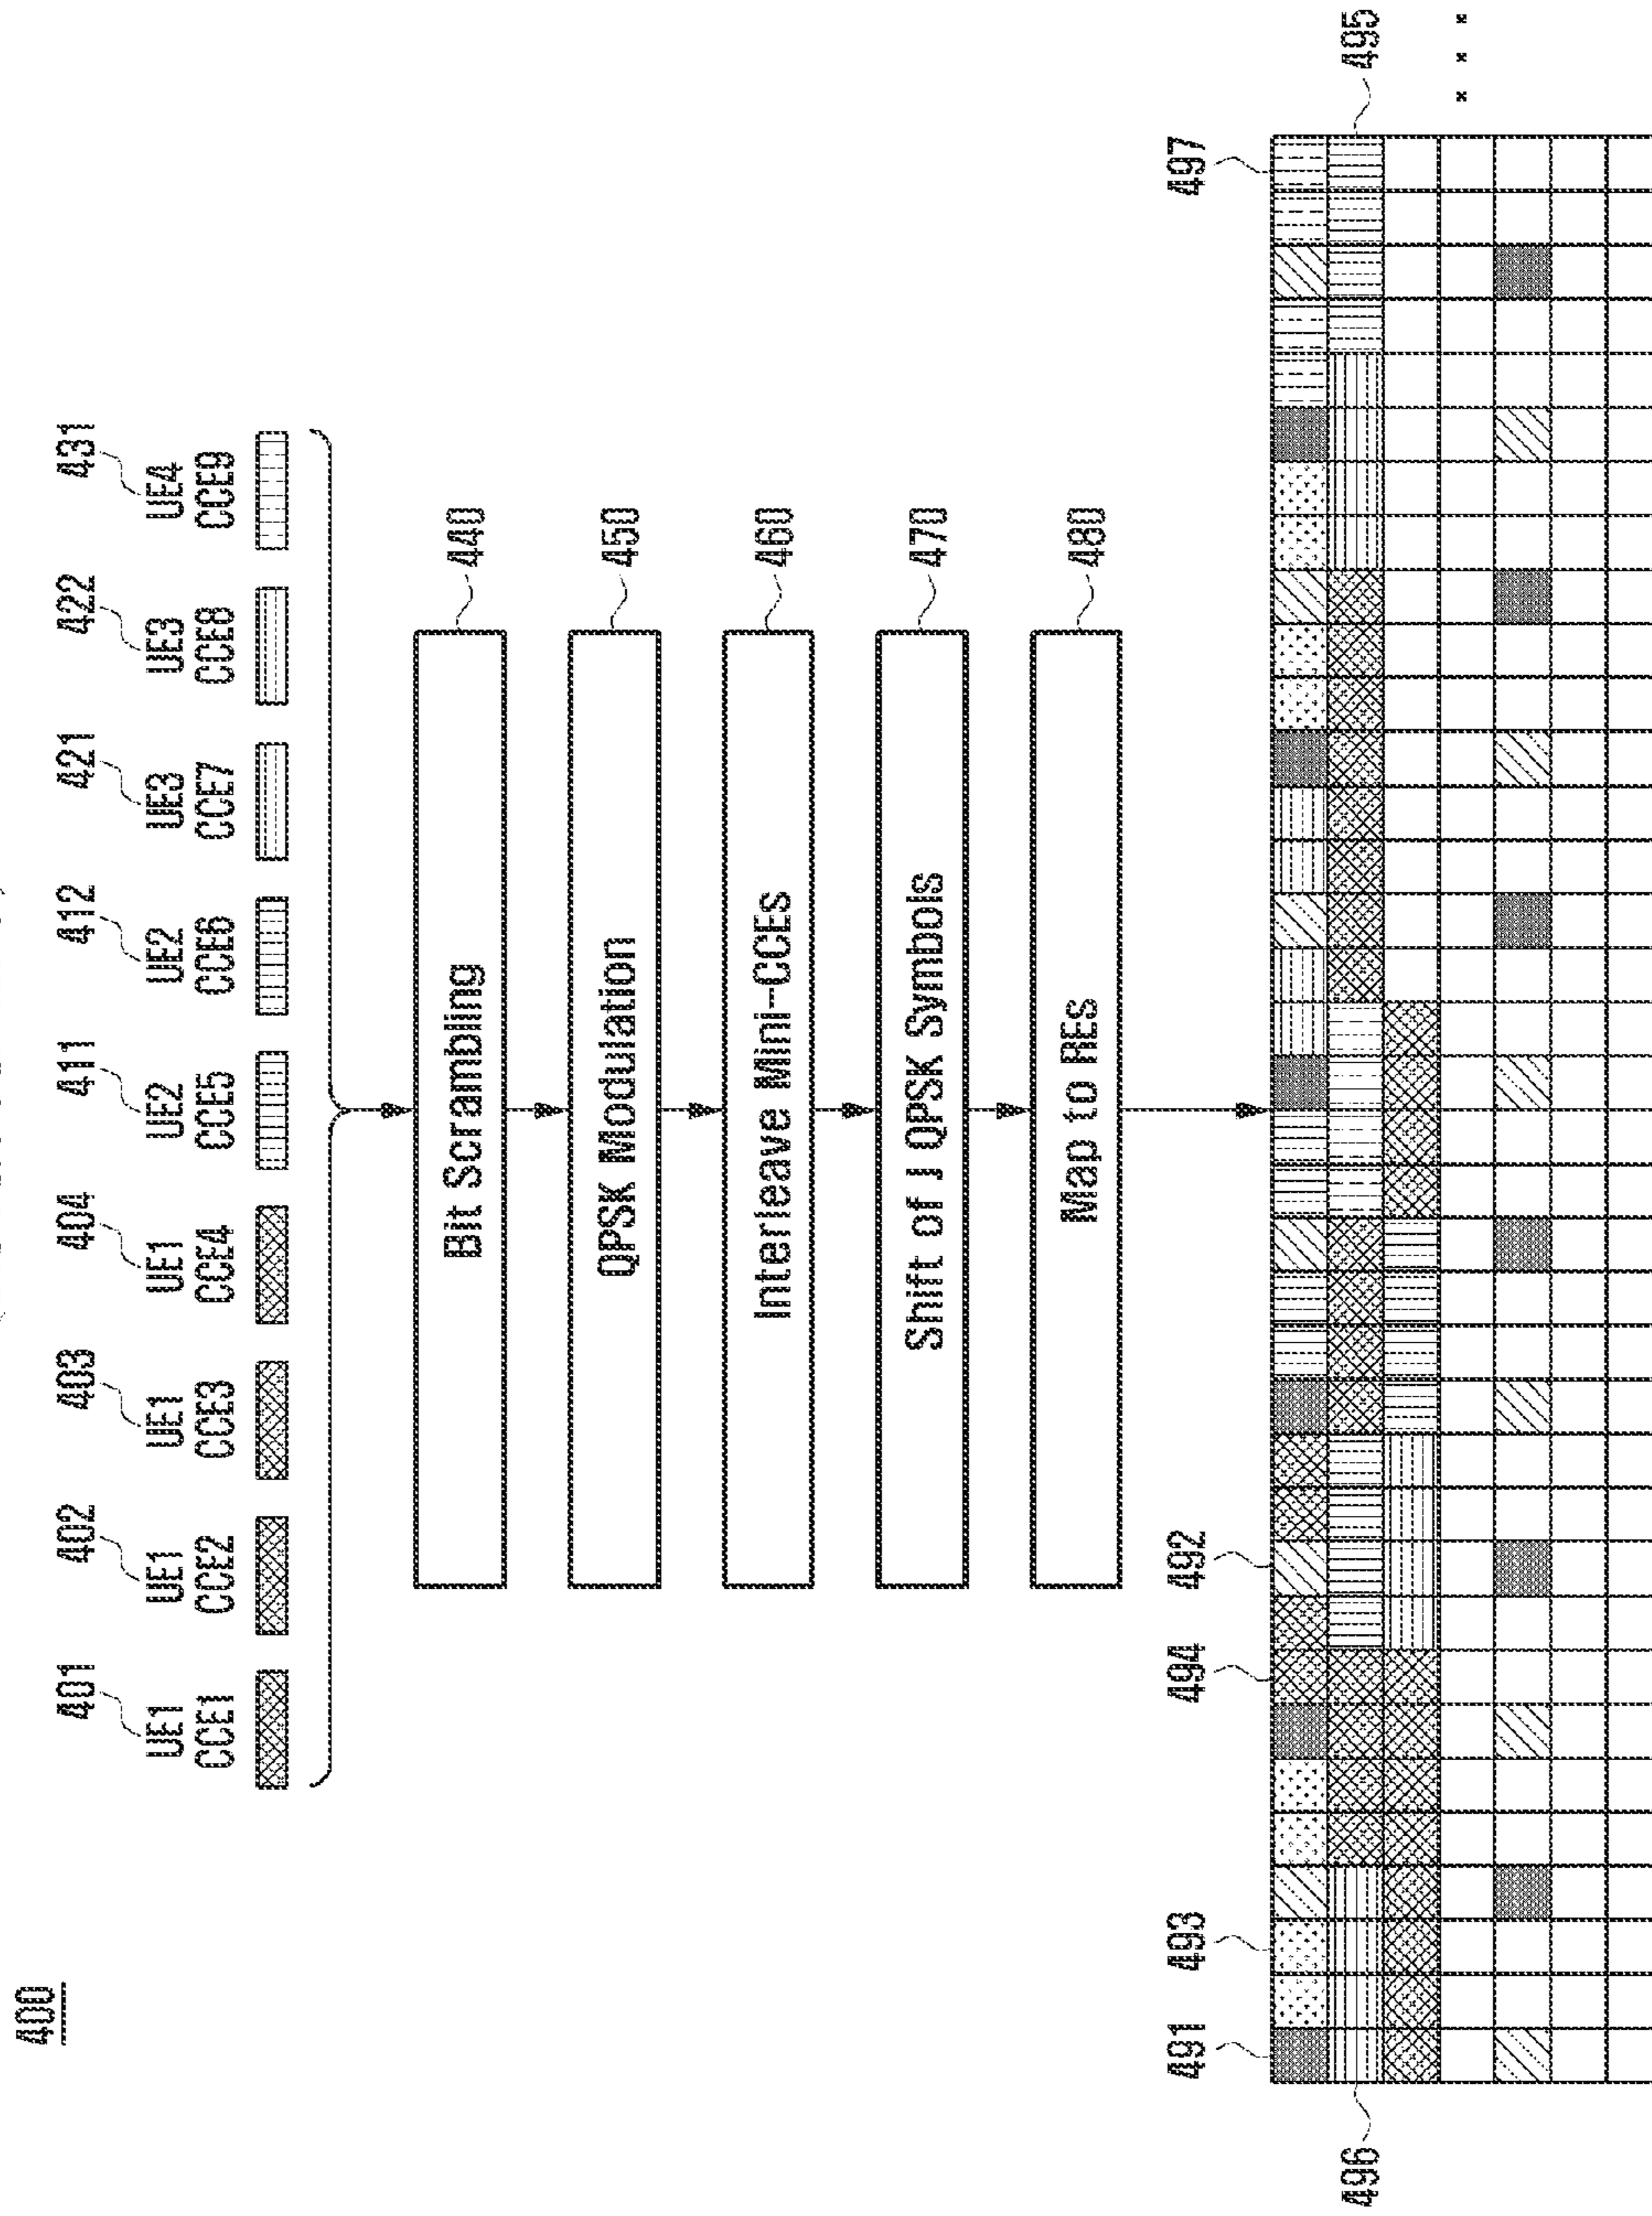 400
401 402 403 404 411 412 421 422 431
UE1 UE1 UE1 UE1 UE2 UE2 UE3 UE3 UE4
CCE1 CCE2 CCE3 CCE4 CCE5 CCE6 CCE7 CCE8 CCE9
Bit Scrambling 440
QPSK Modulation 450
Interleave Mini-CCEs 460
Shift of J QPSK Symbols 470
Map to REs 480
491 493 494 492 497
496 495